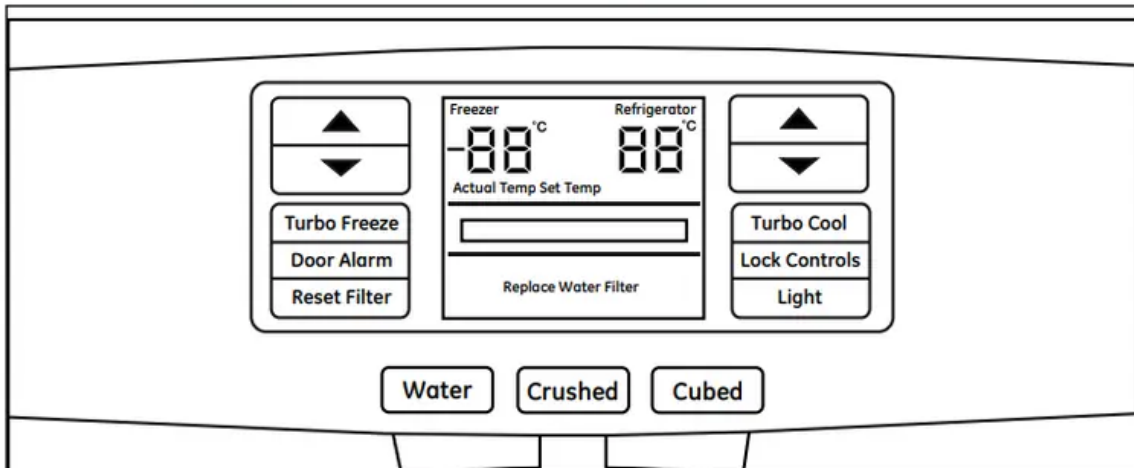 Freezer Refrigerator
-88°C 88°C
Actual Temp Set Temp
Turbo Freeze
Door Alarm
Reset Filter
Replace Water Filter
Turbo Cool
Lock Controls
Light
Water Crushed Cubed